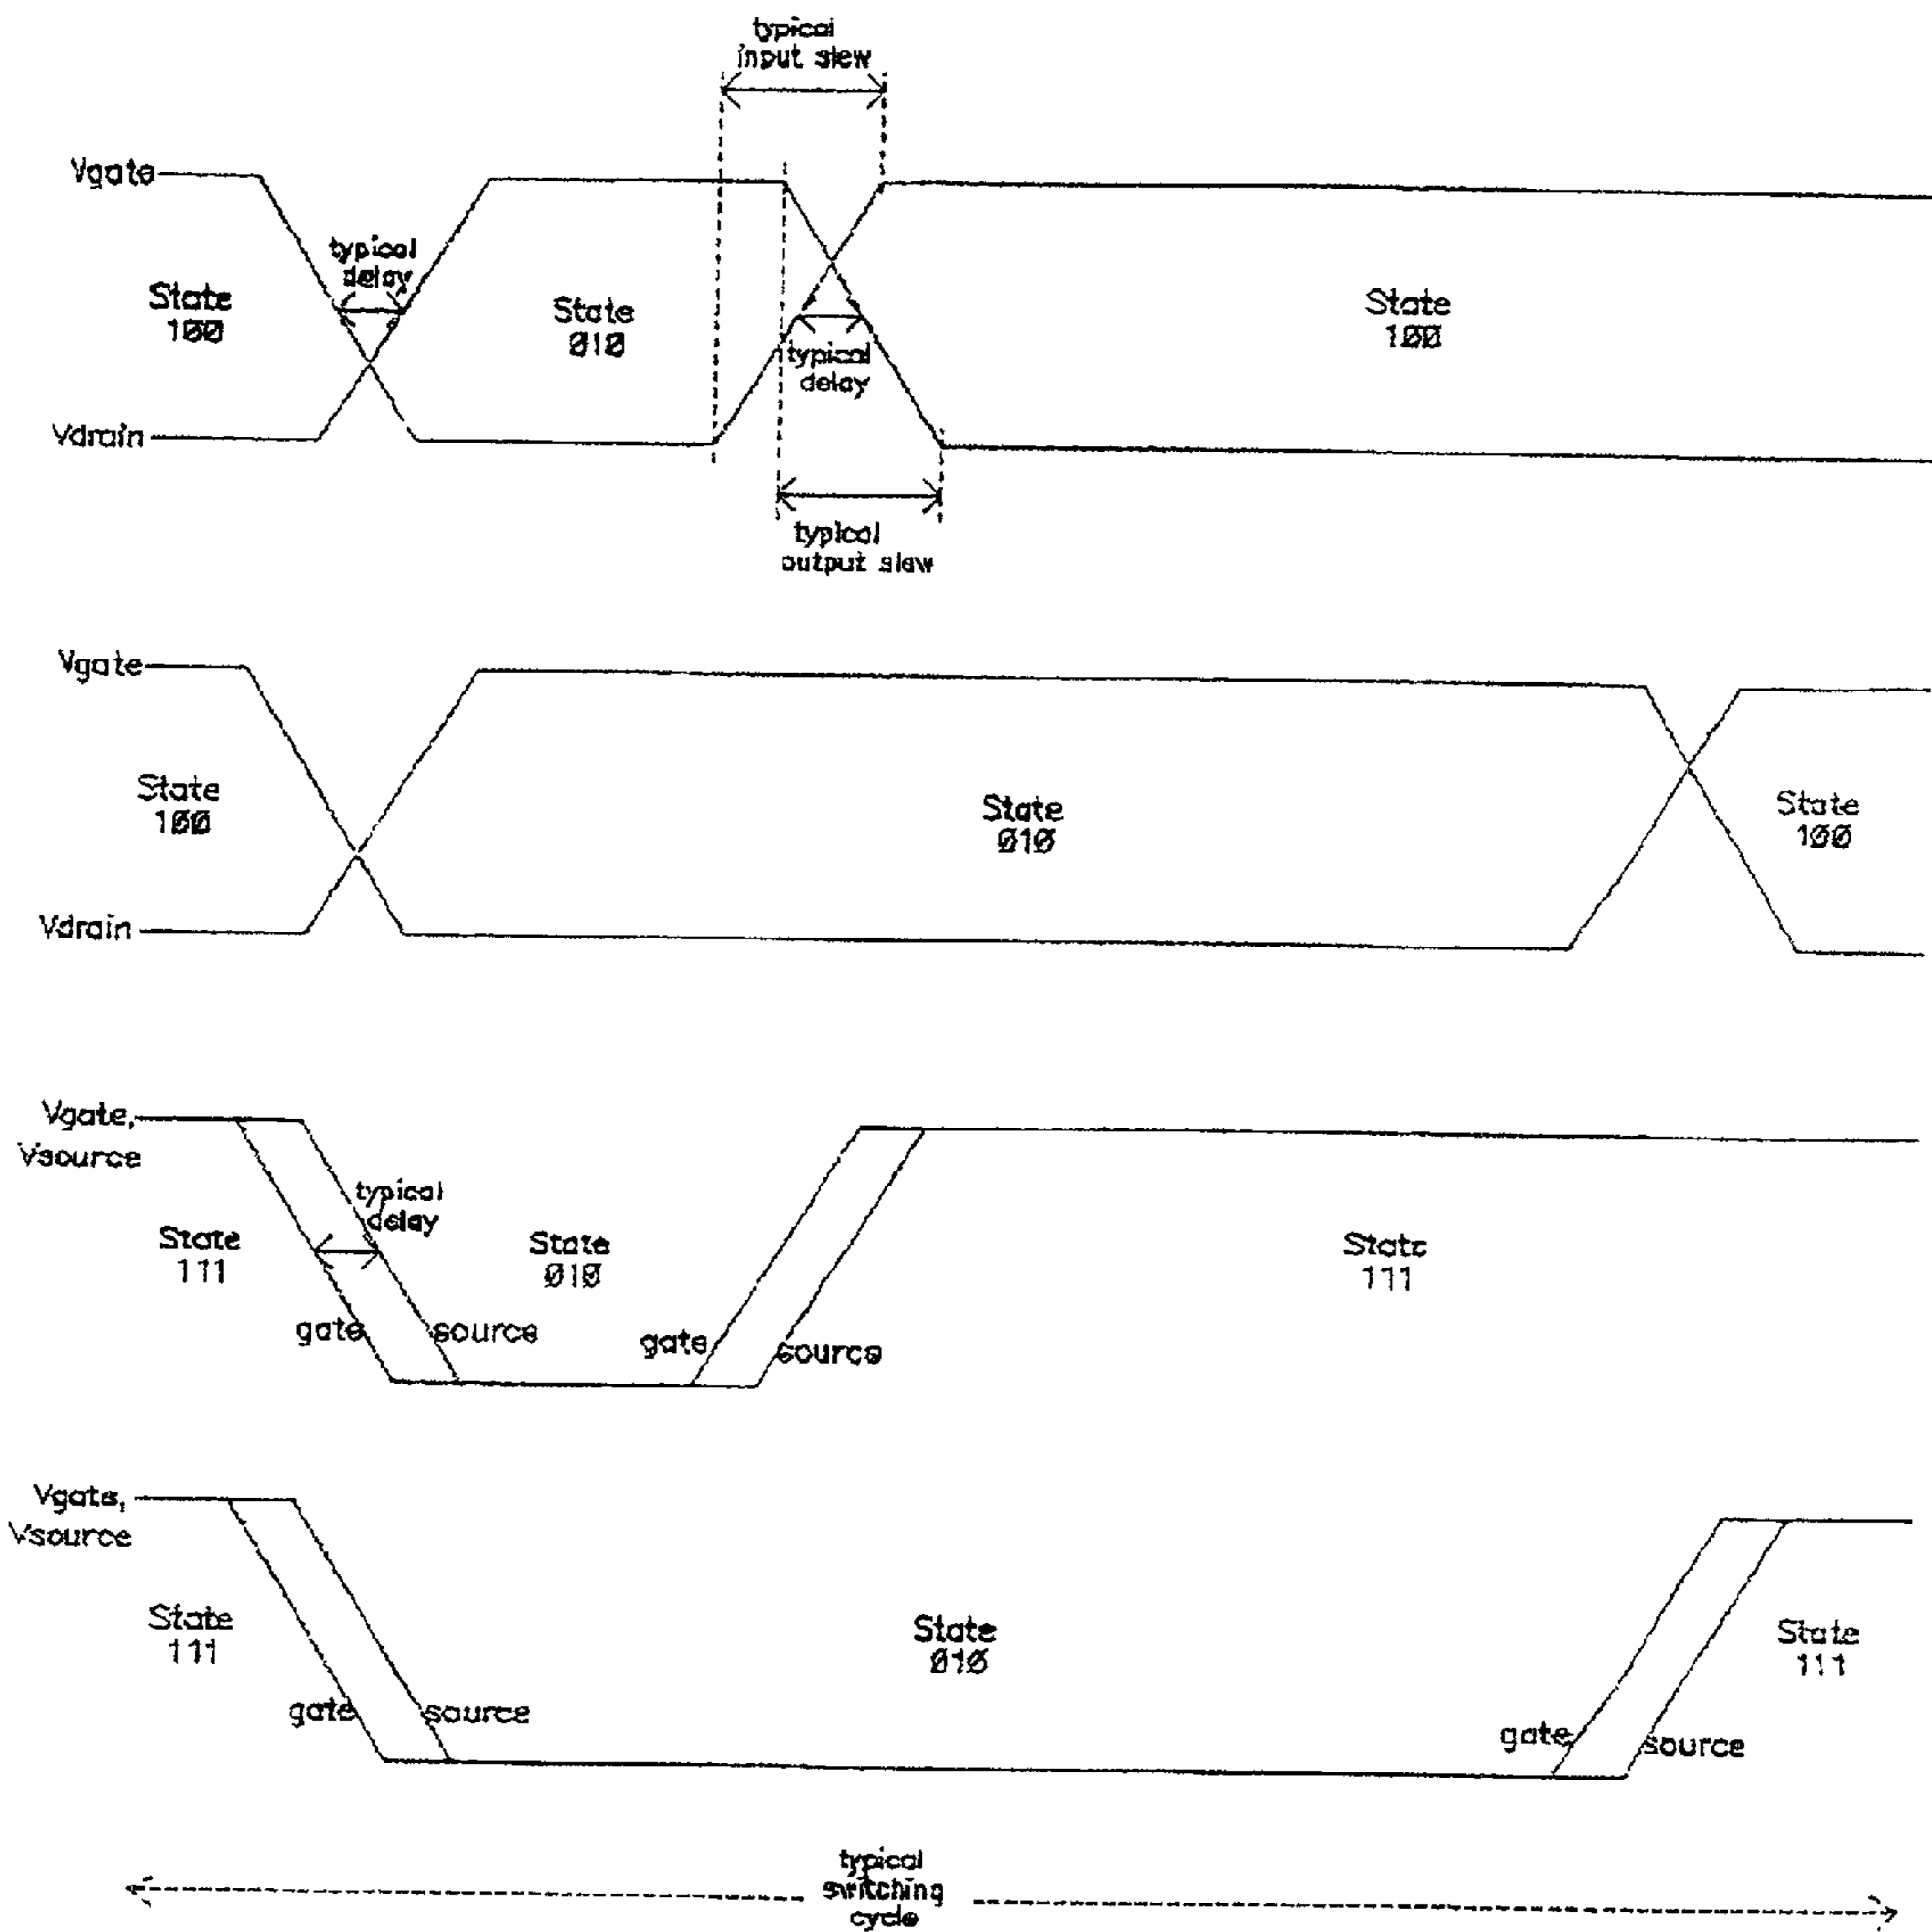 typical
input slew
Vgate
typical
delay
State
100
State
010
State
100
typical
delay
Vdrain
typical
output slew
Vgate
State
100
State
010
State
100
Vdrain
Vgate,
Vsource
typical
delay
State
111
State
010
State
111
gate
source
gate
source
Vgate,
Vsource
State
111
State
010
State
111
gate
source
gate
source
typical
switching
cycle